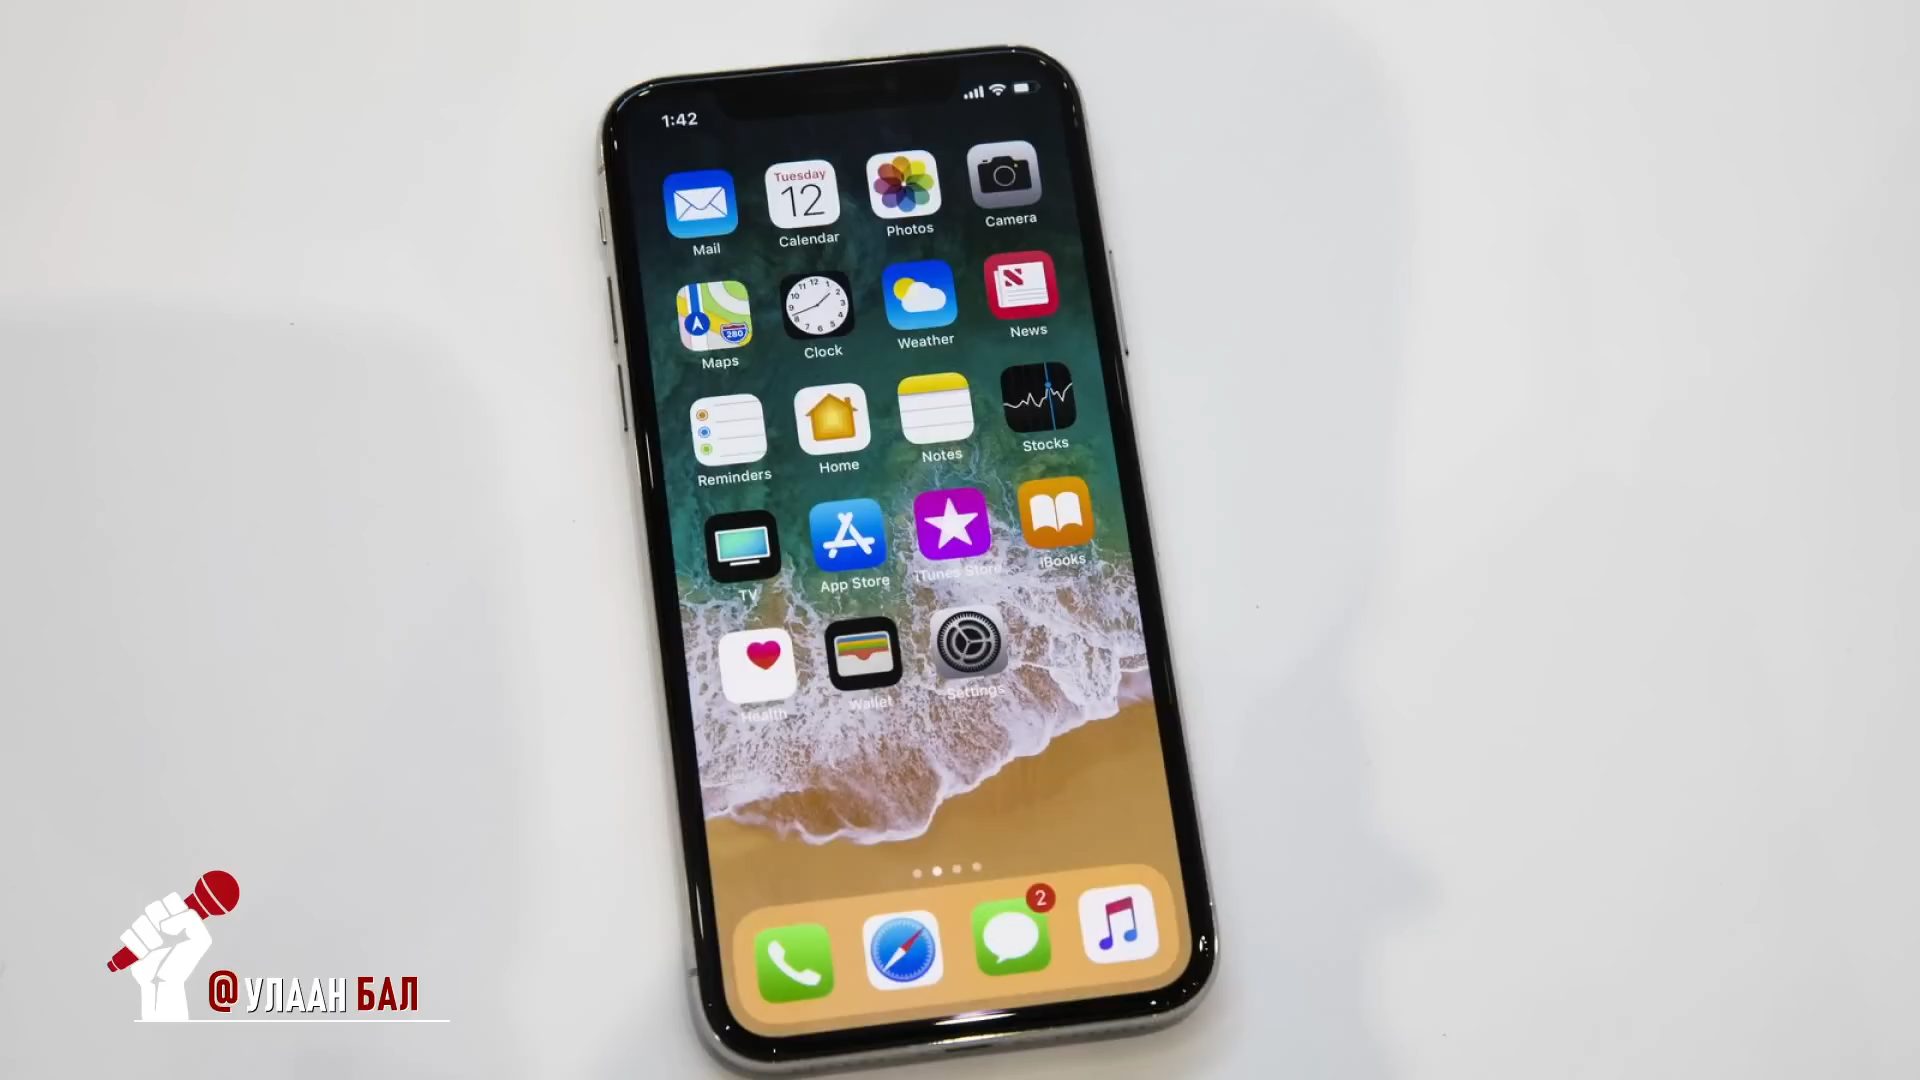 1:42
Tuesday
12
Mail
Calendar
Photos
Camera
280
Maps
Clock
Weather
News
Reminders
Home
Notes
Stocks
TV
App Store
iTunes Store
iBooks
Health
Wallet
Settings
2
@УЛААН БАЛ